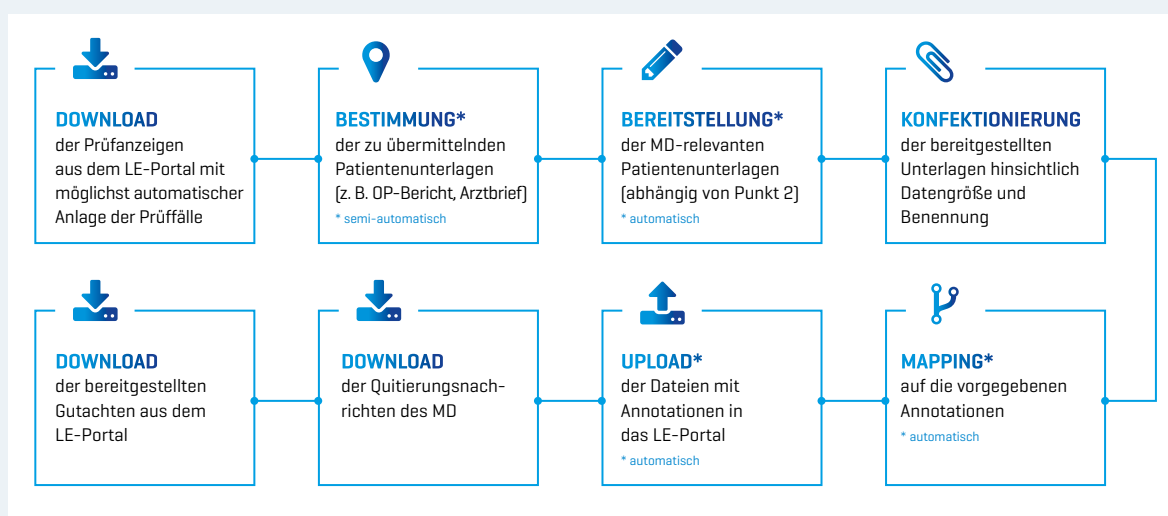 DOWNLOAD
der Prüfanzeigen
aus dem LE-Portal mit
möglichst automatischer
Anlage der Prüffälle
BESTIMMUNG*
der zu übermittelnden
Patientenunterlagen
(z. B. OP-Bericht, Arztbrief)
* semi-automatisch
BEREITSTELLUNG*
der MD-relevanten
Patientenunterlagen
(abhängig von Punkt 2)
* automatisch
KONFEKTIONIERUNG
der bereitgestellten
Unterlagen hinsichtlich
Datengröße und
Benennung
MAPPING*
auf die vorgegebenen
Annotationen
* automatisch
UPLOAD*
der Dateien mit
Annotationen in
das LE-Portal
* automatisch
DOWNLOAD
der Quitierungsnach-
richten des MD
DOWNLOAD
der bereitgestellten
Gutachten aus dem
LE-Portal